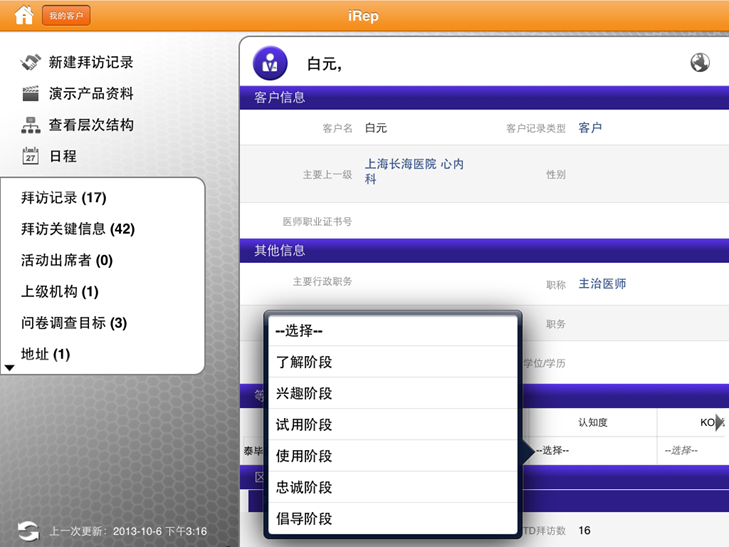 我的客户
iRep
新建拜访记录
演示产品资料
查看层次结构
27
日程
拜访记录 (17)
拜访关键信息 (42)
活动出席者 (0)
上级机构 (1)
问卷调查目标 (3)
地址 (1)
上一次更新: 2013-10-6 下午3:16
白元,
客户信息
客户名 白元 客户记录类型 客户
主要上一级 上海长海医院 心内
科
性别
医师职业证书号
其他信息
主要行政职务 职称 主治医师
职务
学位/学历
认知度 KO
泰毕 --选择-- --选择--
TD拜访数 16
--选择--
了解阶段
兴趣阶段
试用阶段
使用阶段
忠诚阶段
倡导阶段